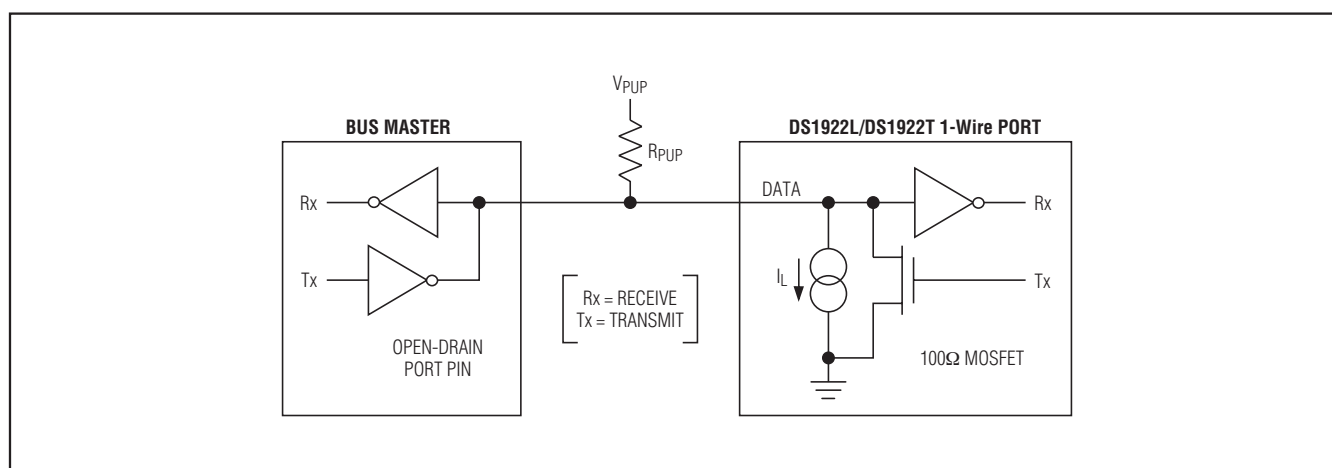 VPUP
BUS MASTER
DS1922L/DS1922T 1-Wire PORT
RPUP
Rx
DATA
Rx
Tx
IL
Tx
Rx = RECEIVE
Tx = TRANSMIT
OPEN-DRAIN
PORT PIN
100Ω MOSFET